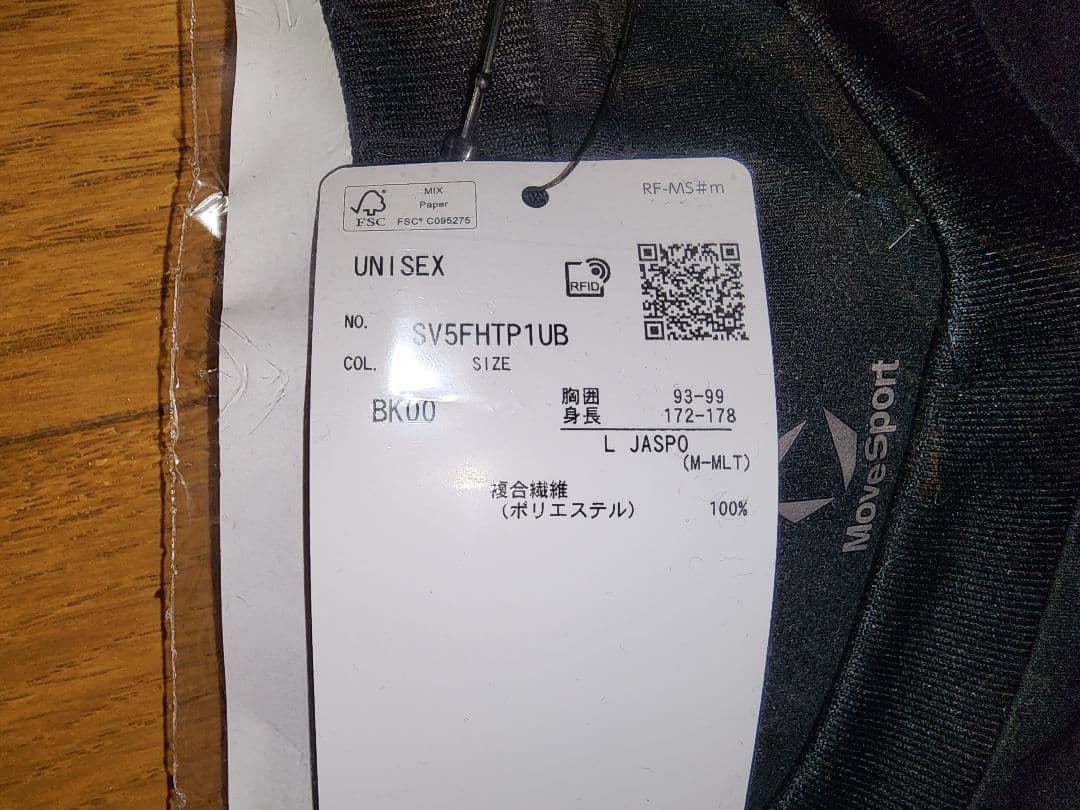 MIX
Paper
FSC
FSC® C095275
RF-MS#m
UNISEX
RFID
NO. SV5FHTP1UB
COL. SIZE
BK00
胸囲 93-99
身長 172-178
L JASPO
(M-MLT)
複合繊維
(ポリエステル) 100%
MoveSport